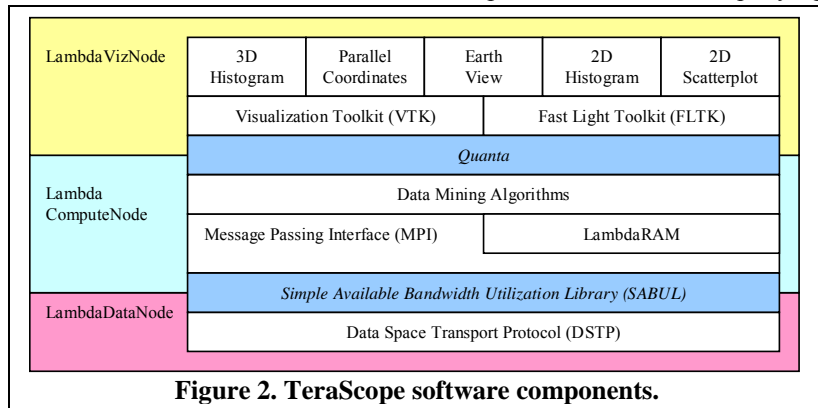 LambdaVizNode
3D
Histogram
Parallel
Coordinates
Earth
View
2D
Histogram
2D
Scatterplot
Visualization Toolkit (VTK)
Fast Light Toolkit (FLTK)
Quanta
Lambda
ComputeNode
Data Mining Algorithms
Message Passing Interface (MPI)
LambdaRAM
Simple Available Bandwidth Utilization Library (SABUL)
LambdaDataNode
Data Space Transport Protocol (DSTP)
Figure 2. TeraScope software components.